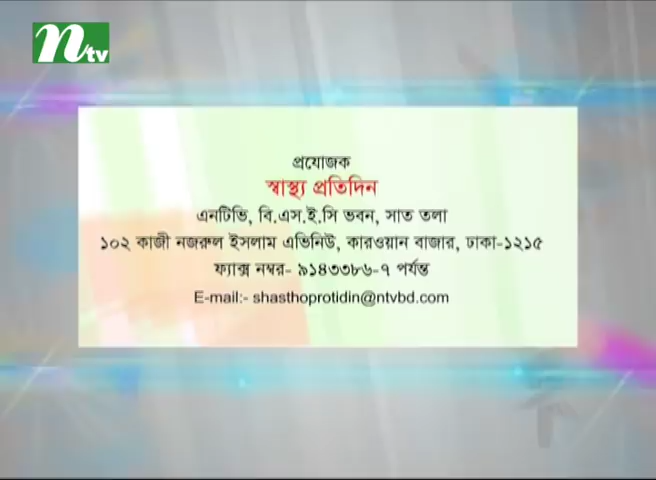 ntv
প্রযোজক
স্বাস্থ্য প্রতিদিন
এনটিভি, বি.এস.ই.সি ভবন, সাত তলা
১০২ কাজী নজরুল ইসলাম এভিনিউ, কারওয়ান বাজার, ঢাকা-১২১৫
ফ্যাক্স নম্বর- ৯১৪৩৩৮৬-৭ পর্যন্ত
E-mail:- shasthoprotidin@ntvbd.com